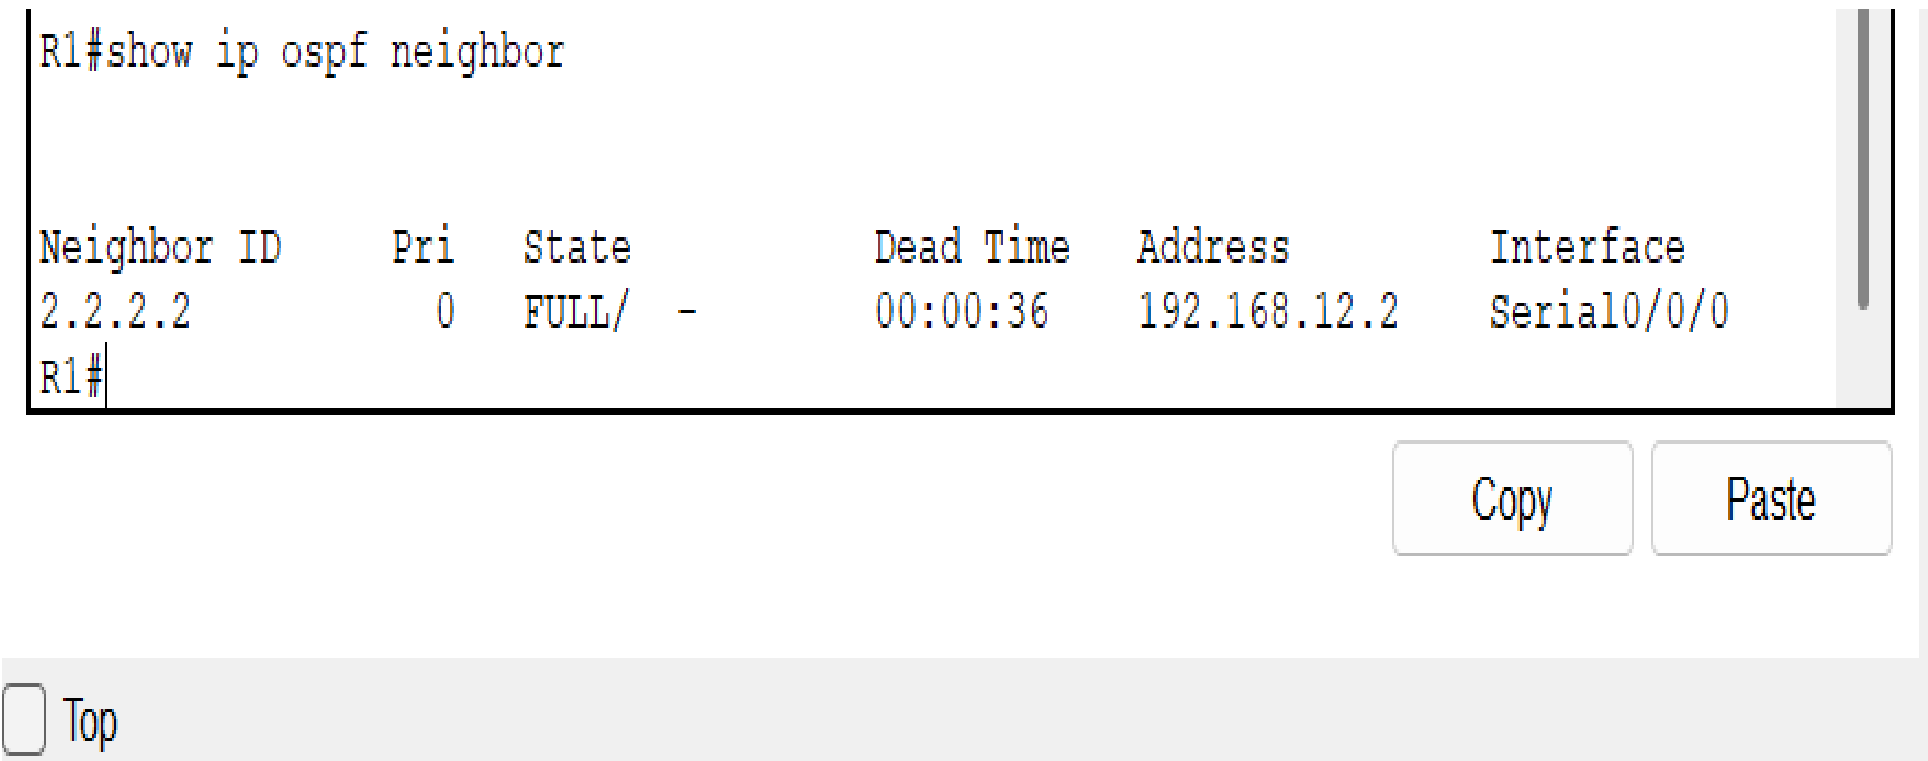 R1#show ip ospf neighbor
Neighbor ID     Pri   State           Dead Time   Address         Interface
2.2.2.2           0   FULL/  -        00:00:36    192.168.12.2    Serial0/0/0
R1#
Copy Paste
Top